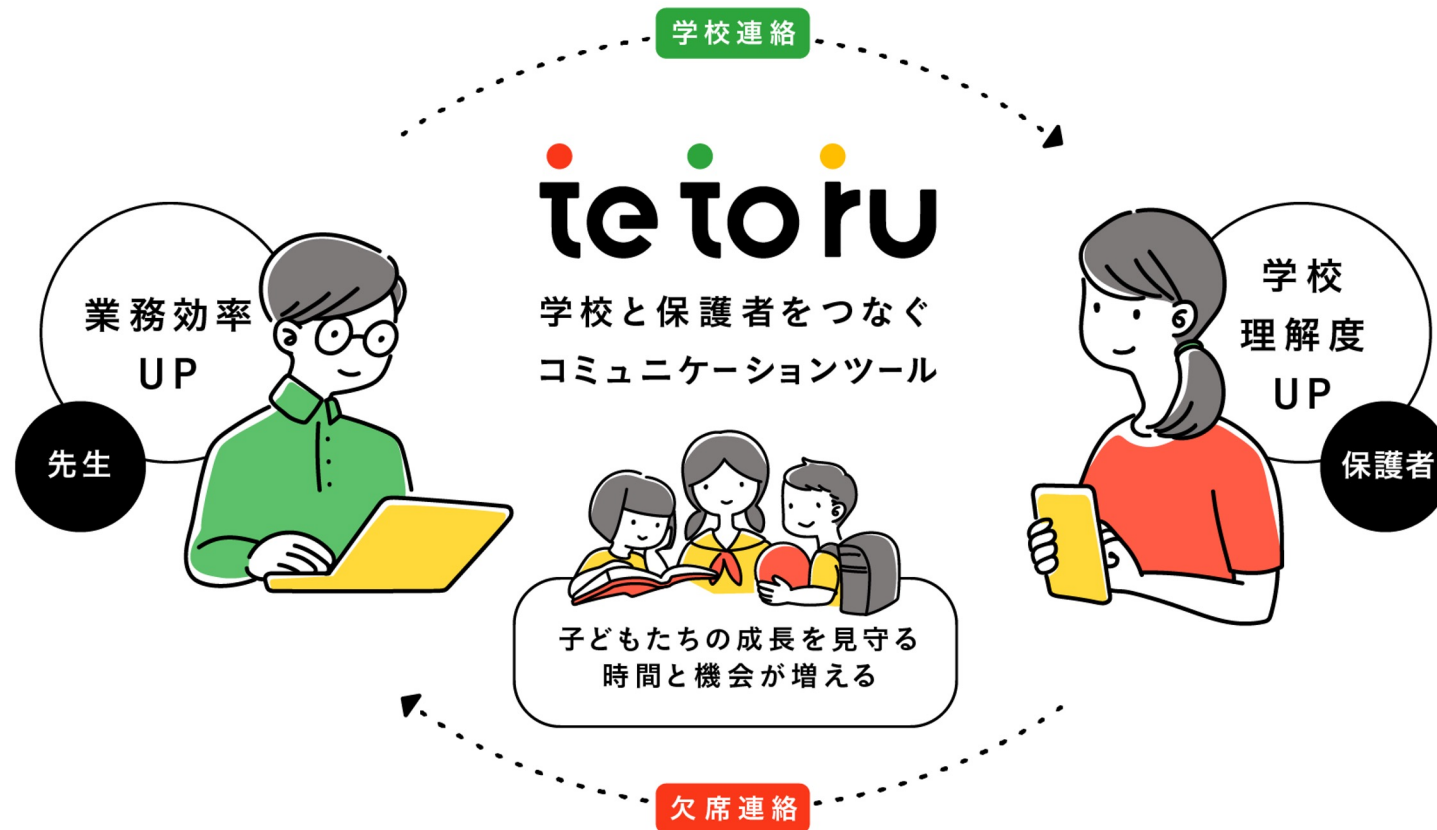 学校連絡
tetoru
学校と保護者をつなぐ
コミュニケーションツール
業務効率
UP
先生
学校
理解度
UP
保護者
子どもたちの成長を見守る
時間と機会が増える
欠席連絡